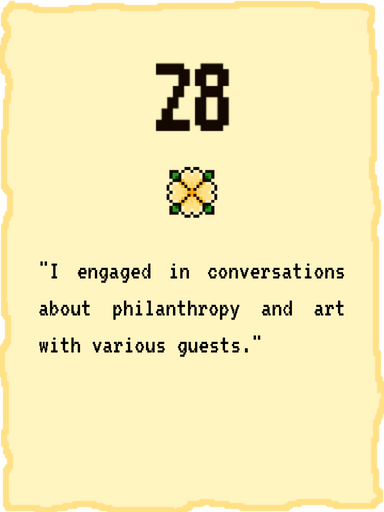 28
"I engaged in conversations
about philanthropy and art
with various guests."